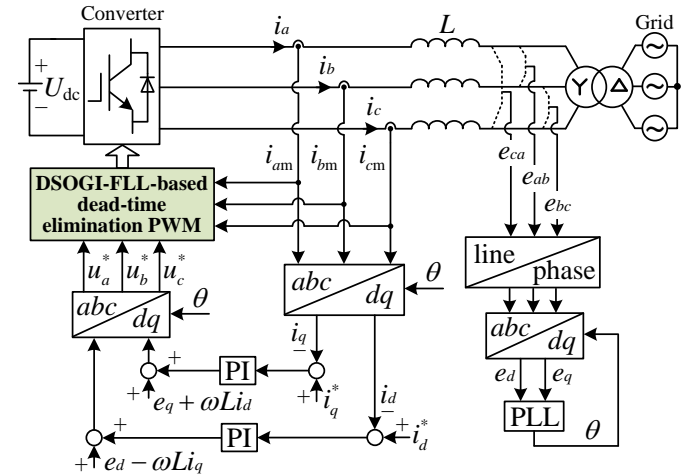 Converter
Grid
i_a
i_b
i_c
L
+
U_dc
−
Y
Δ
i_am
i_bm
i_cm
e_ca
e_ab
e_bc
DSOGI-FLL-based
dead-time
elimination PWM
u_a^*
u_b^*
u_c^*
abc
dq
θ
abc
dq
θ
line
phase
abc
dq
i_q
−
PI
+
+
e_q + ωLi_d
+
i_q^*
i_d
−
e_d
e_q
PLL
θ
+
PI
+
i_d^*
+
e_d − ωLi_q